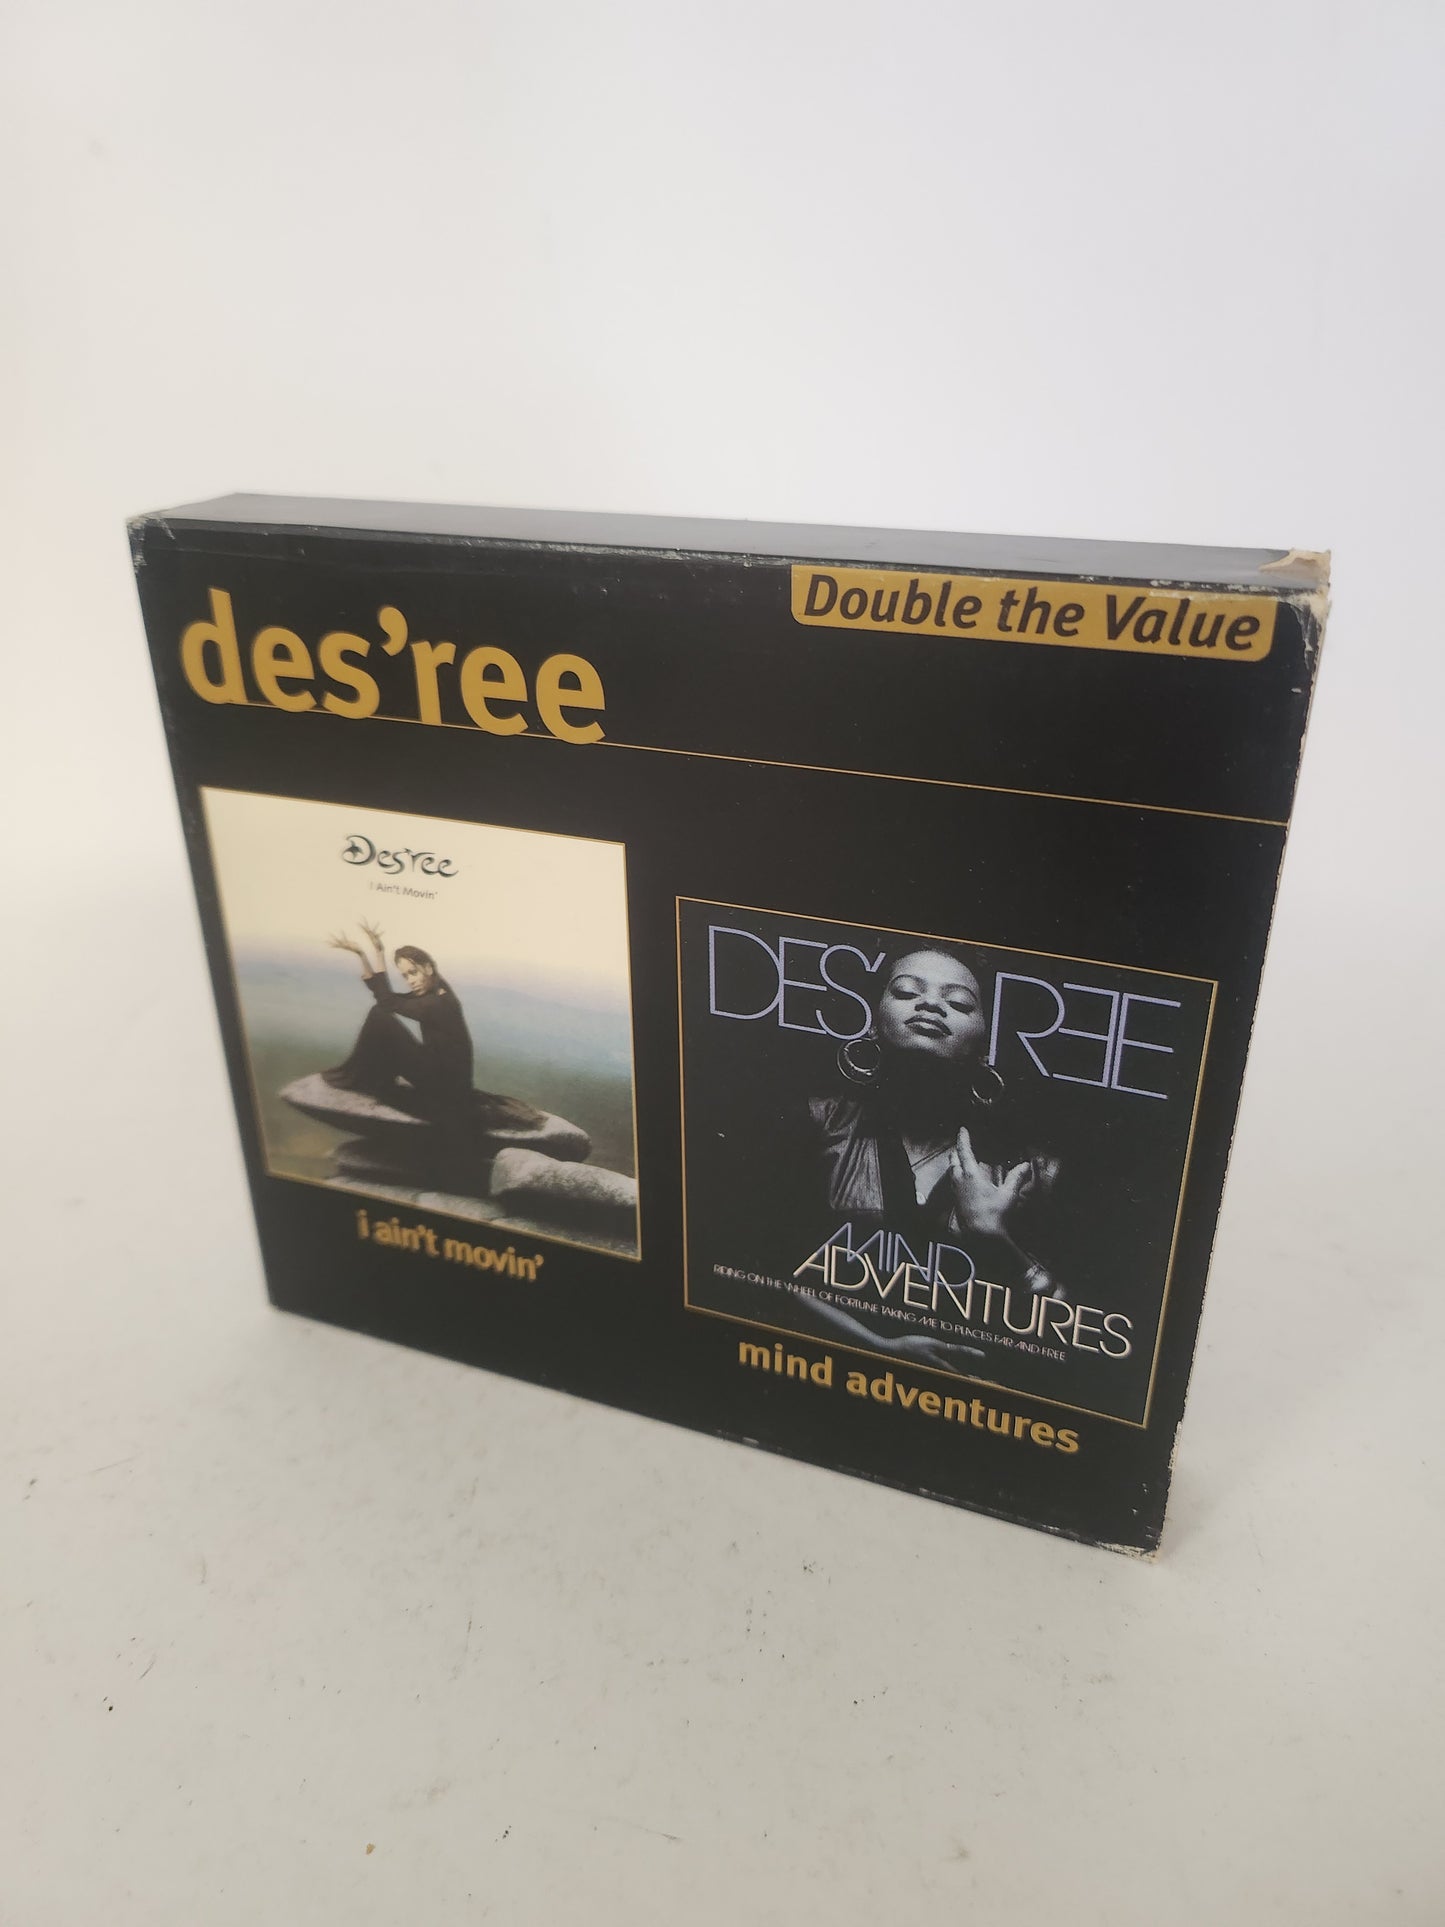 Double the Value
des'ree
Des'ree
I Ain't Movin'
DES'REE
MIND
ADVENTURES
RIDING ON THE WHEEL OF FORTUNE TAKING ME TO PLACES FAR AND FREE
i ain't movin'
mind adventures